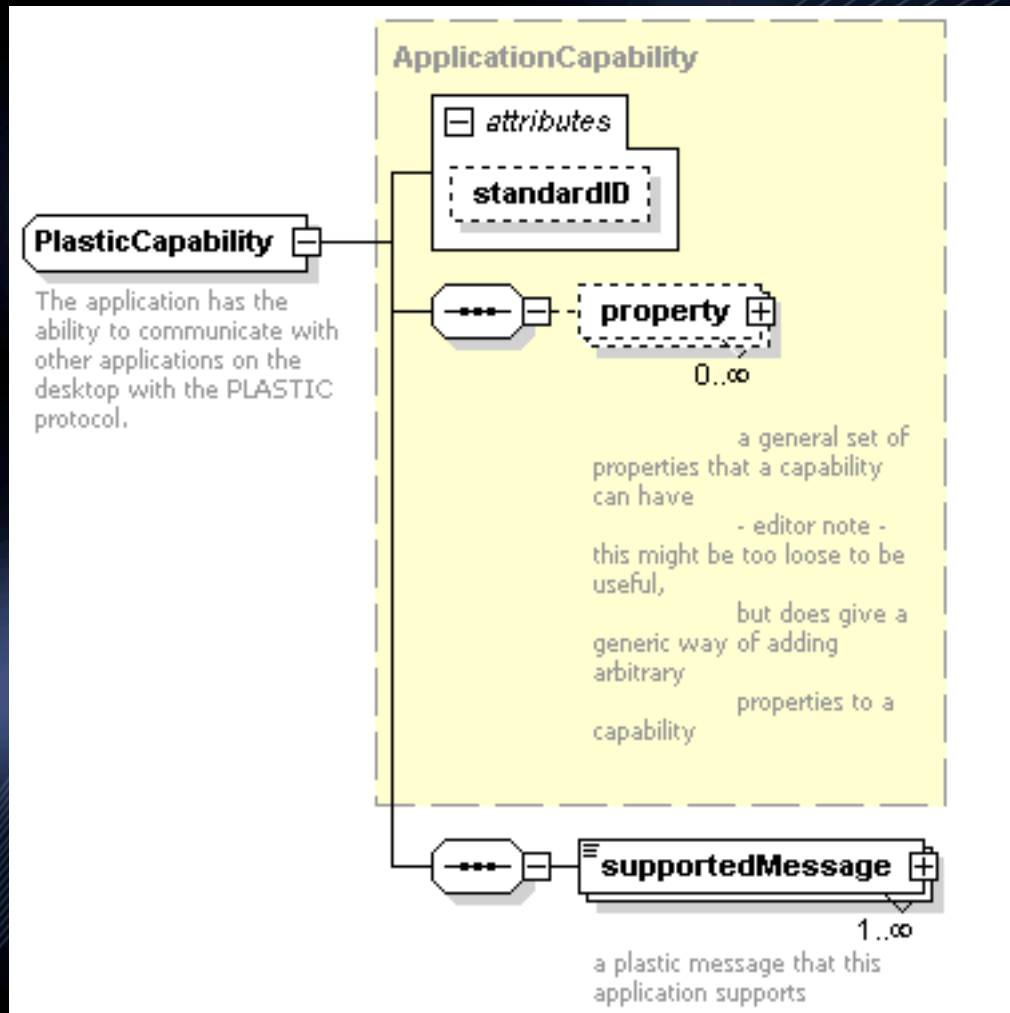 ApplicationCapability
attributes
standardID
PlasticCapability
The application has the
ability to communicate with
other applications on the
desktop with the PLASTIC
protocol.
property
0..∞
a general set of
properties that a capability
can have
- editor note -
this might be too loose to be
useful,
but does give a
generic way of adding
arbitrary
properties to a
capability
supportedMessage
1..∞
a plastic message that this
application supports